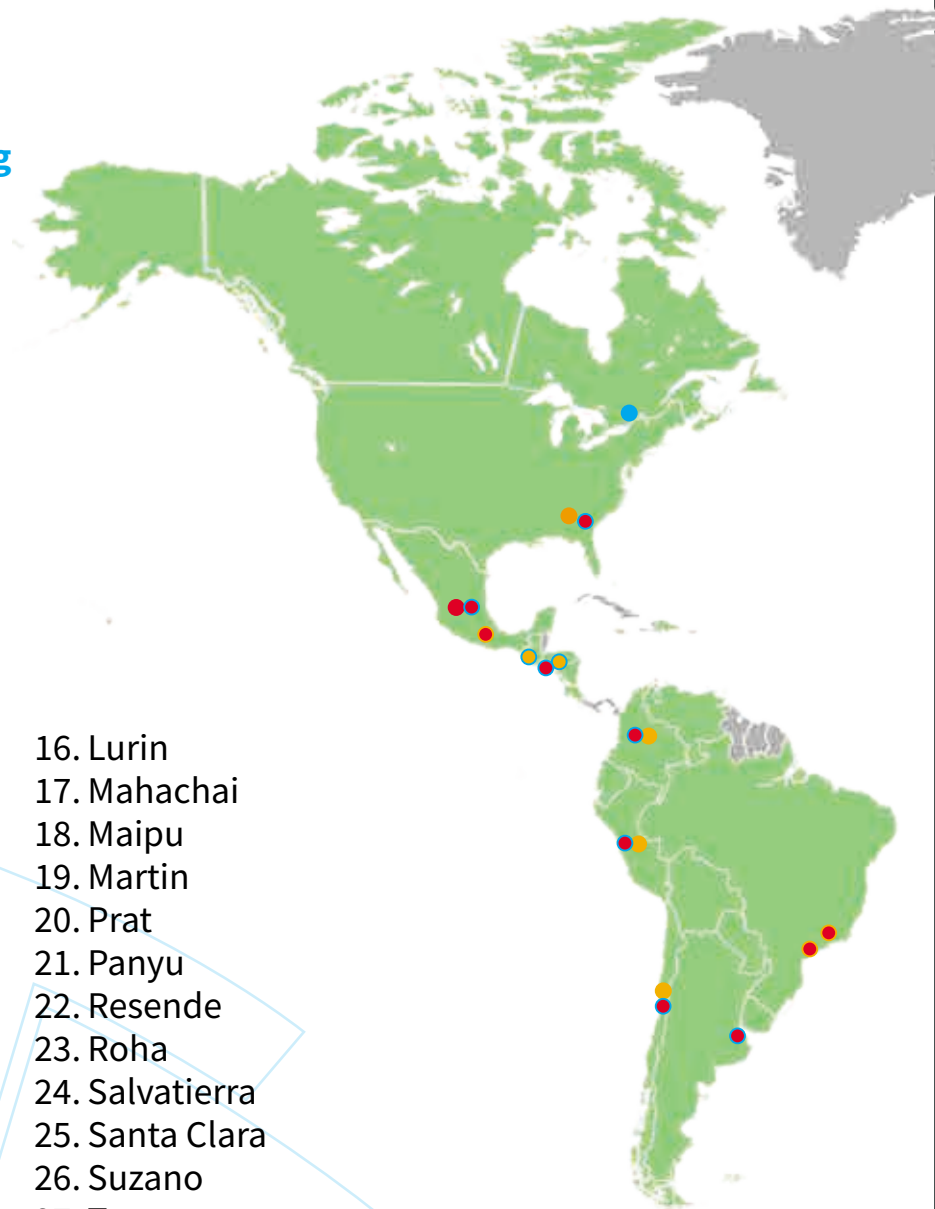 g
16. Lurin
17. Mahachai
18. Maipu
19. Martin
20. Prat
21. Panyu
22. Resende
23. Roha
24. Salvatierra
25. Santa Clara
26. Suzano